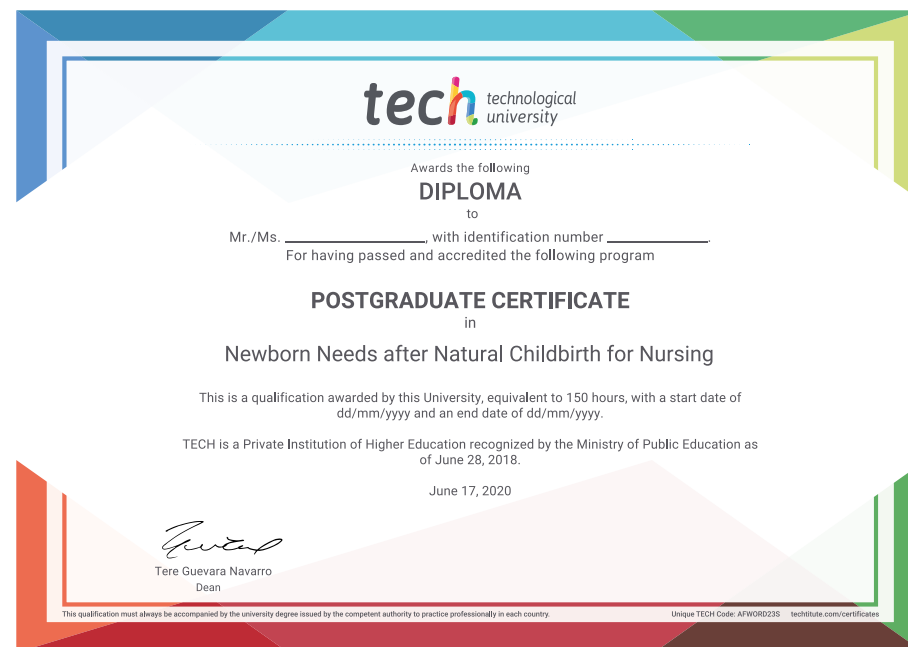 tech technological
university
Awards the following
DIPLOMA
to
Mr./Ms. ____________________, with identification number ______________.
For having passed and accredited the following program
POSTGRADUATE CERTIFICATE
in
Newborn Needs after Natural Childbirth for Nursing
This is a qualification awarded by this University, equivalent to 150 hours, with a start date of
dd/mm/yyyy and an end date of dd/mm/yyyy.
TECH is a Private Institution of Higher Education recognized by the Ministry of Public Education as
of June 28, 2018.
June 17, 2020
Tere Guevara Navarro
Dean
This qualification must always be accompanied by the university degree issued by the competent authority to practice professionally in each country.
Unique TECH Code: AFWORD23S techtitute.com/certificates